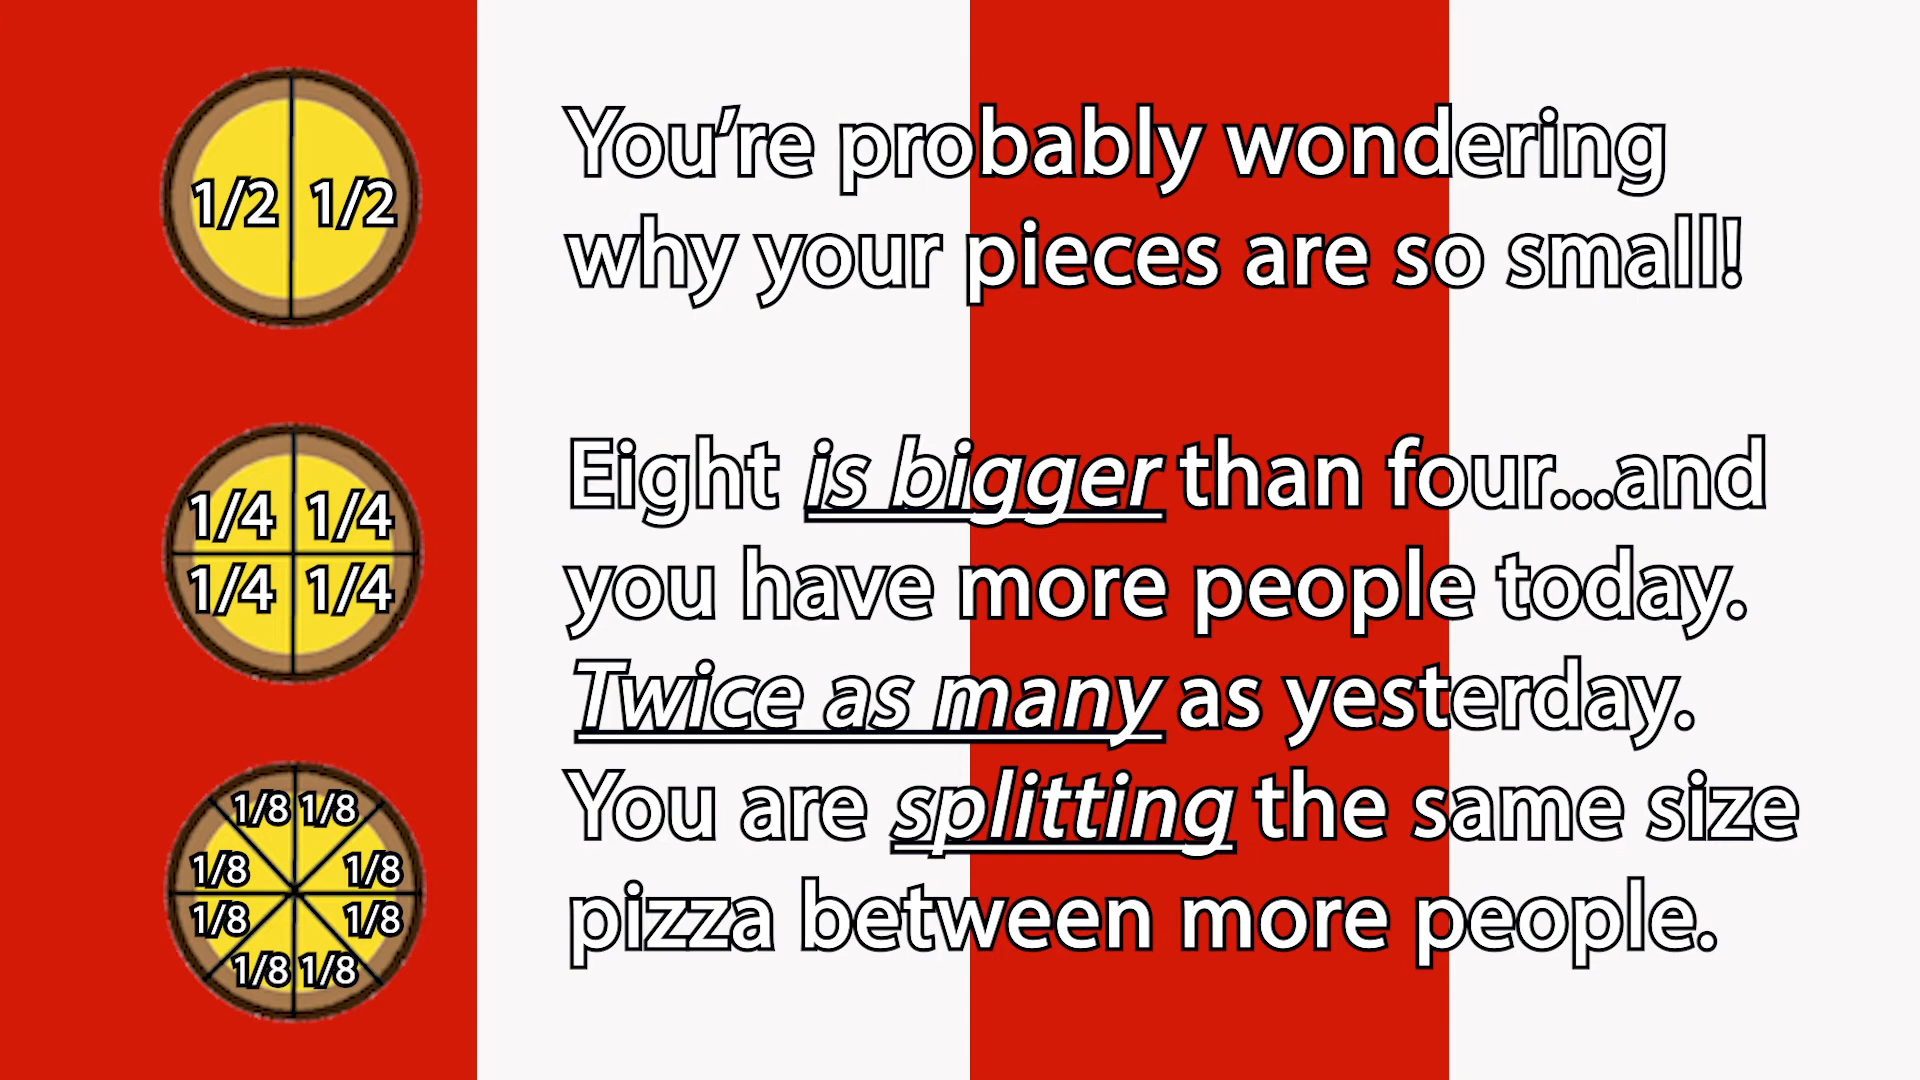 1/2 1/2
You're probably wondering
why your pieces are so small!
1/4 1/4
1/4 1/4
Eight is bigger than four...and
you have more people today.
Twice as many as yesterday.
You are splitting the same size
pizza between more people.
1/8 1/8
1/8 1/8
1/8 1/8
1/8 1/8